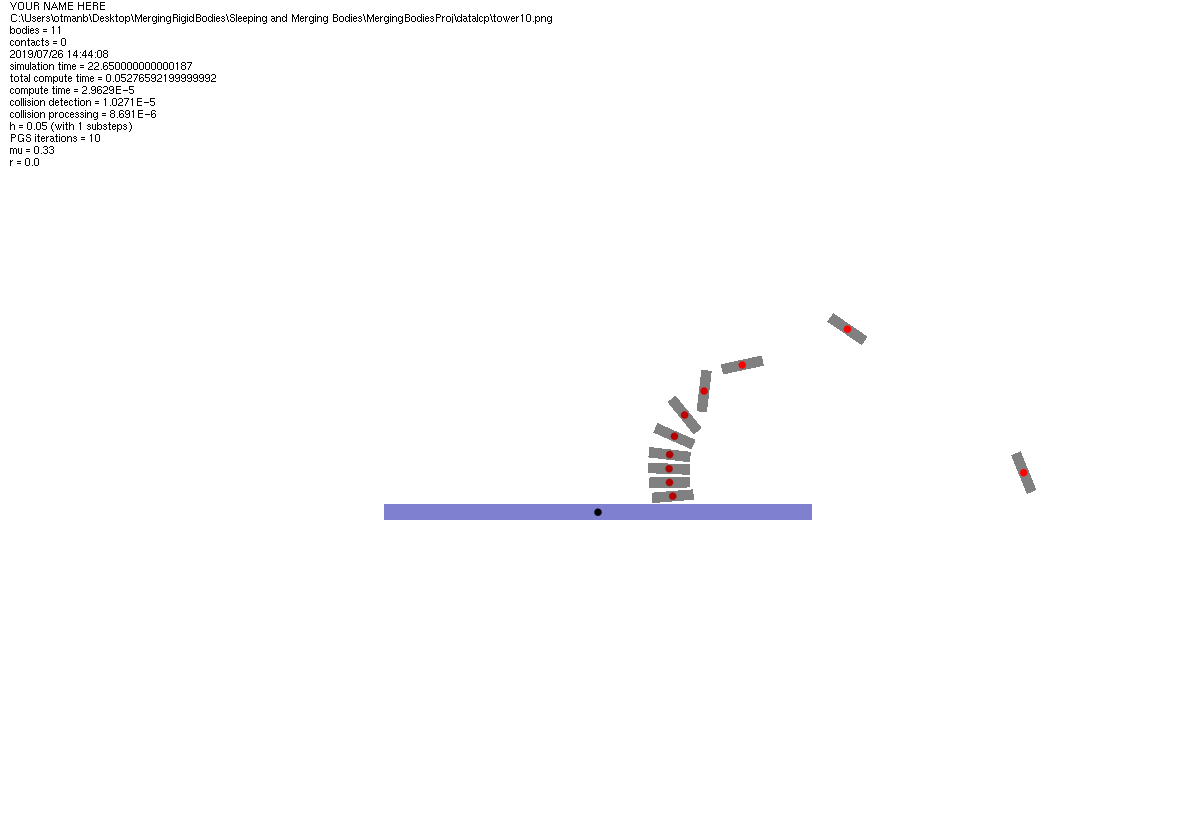 YOUR NAME HERE
C:\Users\otmanb\Desktop\MergingRigidBodies\Sleeping and Merging Bodies\MergingBodiesProj\datalcp\tower10.png
bodies = 11
contacts = 0
2019/07/26 14:44:08
simulation time = 22.650000000000187
total compute time = 0.05276592199999992
compute time = 2.9629E-5
collision detection = 1.0271E-5
collision processing = 8.691E-6
h = 0.05 (with 1 substeps)
PGS iterations = 10
mu = 0.33
r = 0.0